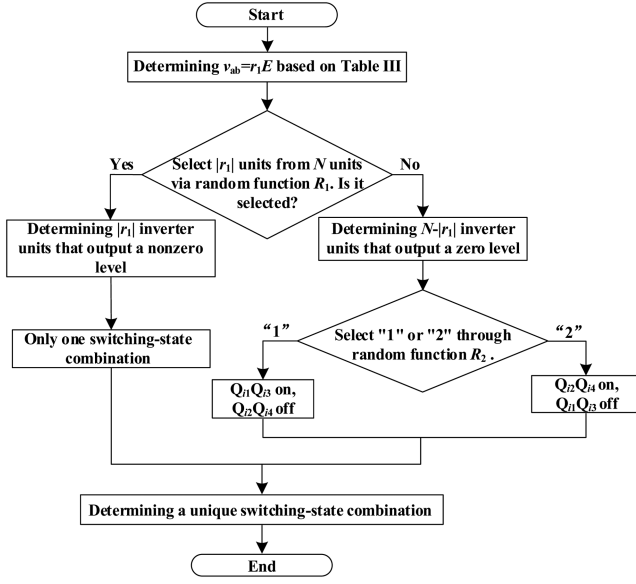 Start
Determining vab=r1E based on Table III
Select |r1| units from N units
via random function R1. Is it
selected?
Yes
No
Determining |r1| inverter
units that output a nonzero
level
Determining N-|r1| inverter
units that output a zero level
Only one switching-state
combination
Select "1" or "2" through
random function R2 .
“1”
“2”
Qi1Qi3 on,
Qi2Qi4 off
Qi2Qi4 on,
Qi1Qi3 off
Determining a unique switching-state combination
End